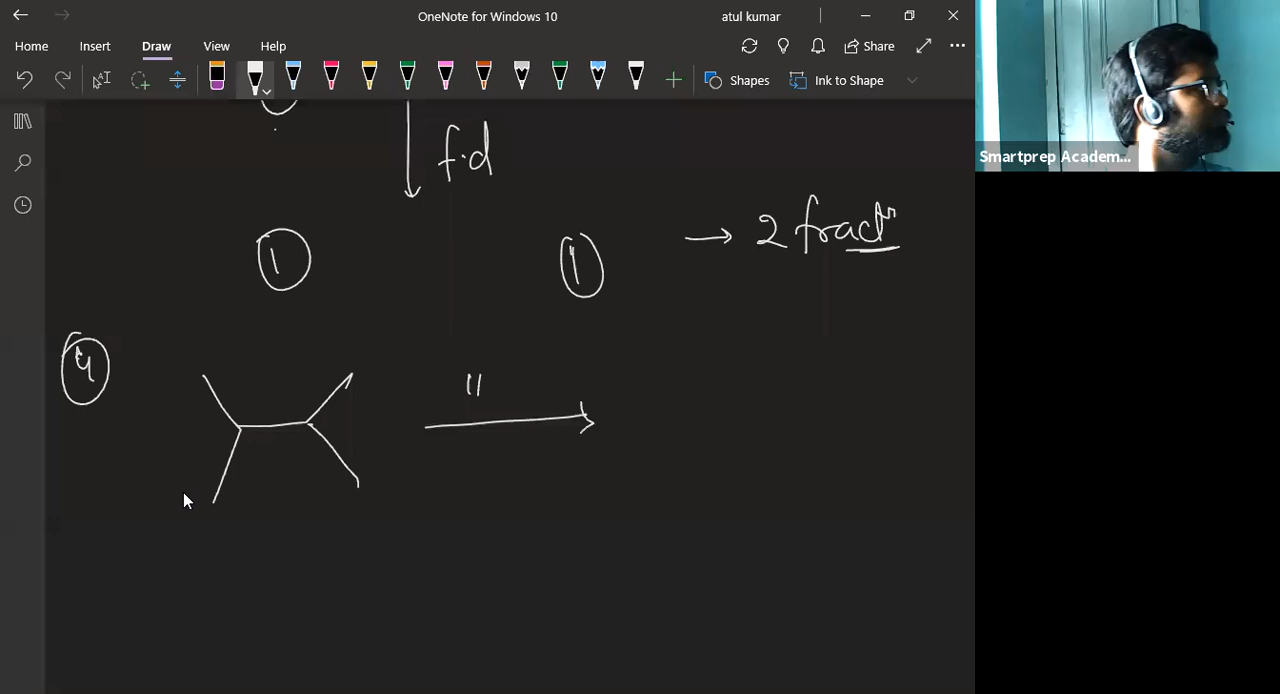 OneNote for Windows 10
atul kumar
Home Insert Draw View Help
Share
Shapes
Ink to Shape
Smartprep Academ...
f.d
1 1 → 2 fractn
4
"